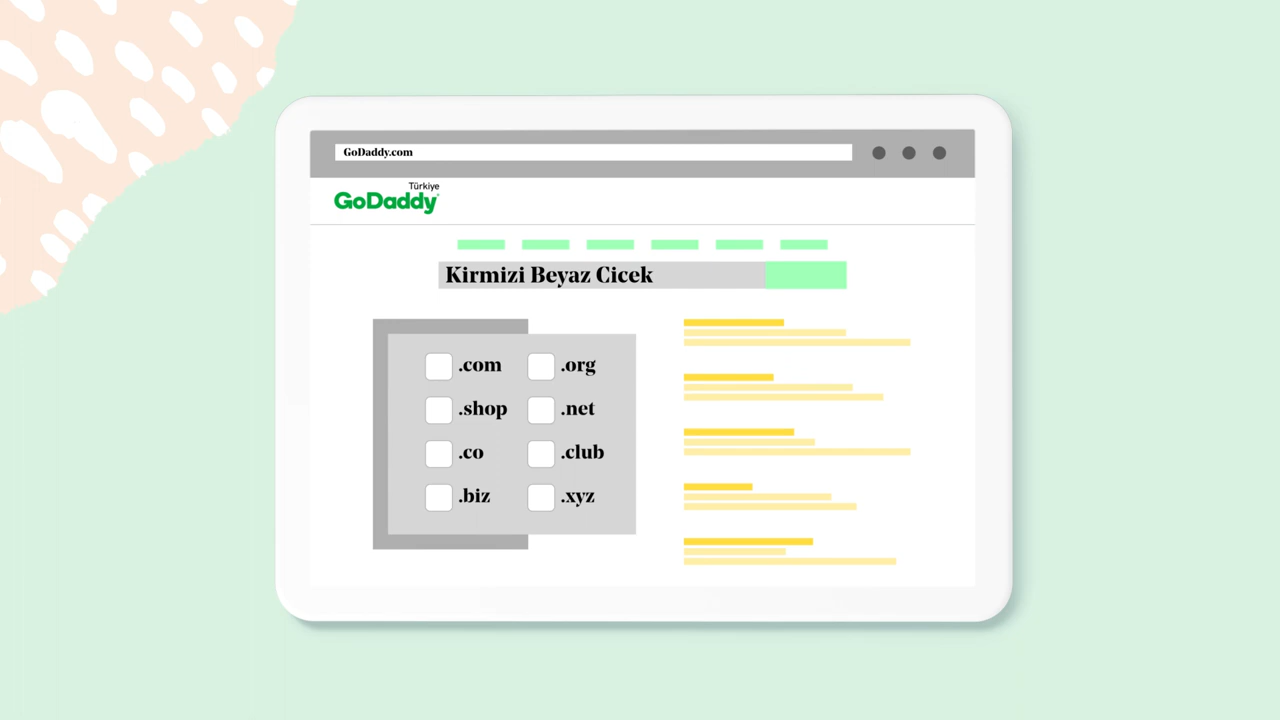 GoDaddy.com
Türkiye
GoDaddy
Kirmizi Beyaz Cicek
.com
.org
.shop
.net
.co
.club
.biz
.xyz